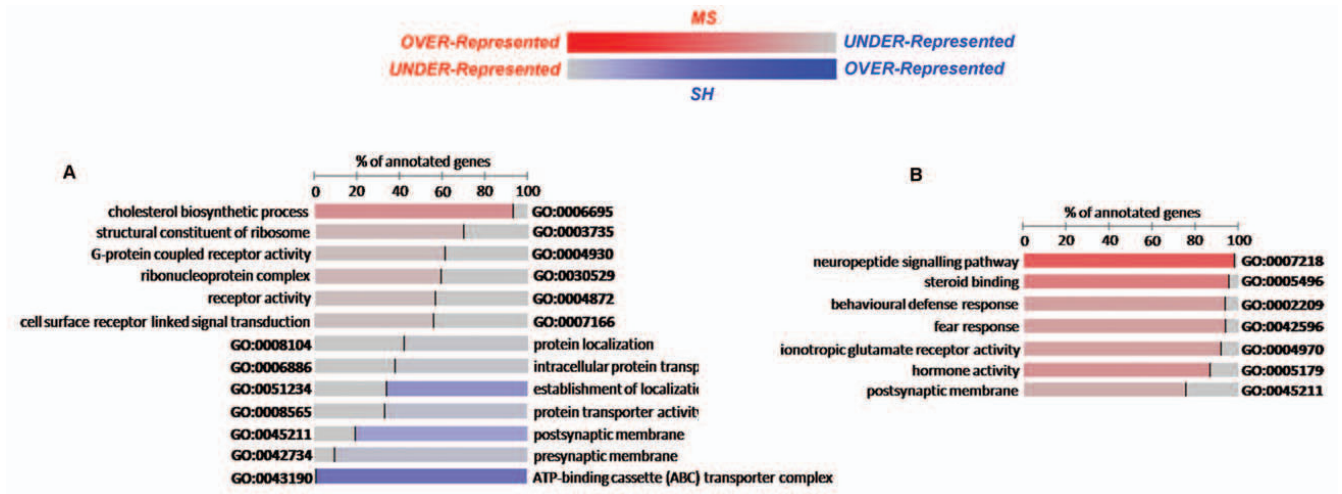 MS
OVER-Represented UNDER-Represented
UNDER-Represented OVER-Represented
SH
A
% of annotated genes
0 20 40 60 80 100
cholesterol biosynthetic process GO:0006695
structural constituent of ribosome GO:0003735
G-protein coupled receptor activity GO:0004930
ribonucleoprotein complex GO:0030529
receptor activity GO:0004872
cell surface receptor linked signal transduction GO:0007166
GO:0008104 protein localization
GO:0006886 intracellular protein transp
GO:0051234 establishment of localizati
GO:0008565 protein transporter activit
GO:0045211 postsynaptic membrane
GO:0042734 presynaptic membrane
GO:0043190 ATP-binding cassette (ABC) transporter complex
B
% of annotated genes
0 20 40 60 80 100
neuropeptide signalling pathway GO:0007218
steroid binding GO:0005496
behavioural defense response GO:0002209
fear response GO:0042596
ionotropic glutamate receptor activity GO:0004970
hormone activity GO:0005179
postsynaptic membrane GO:0045211